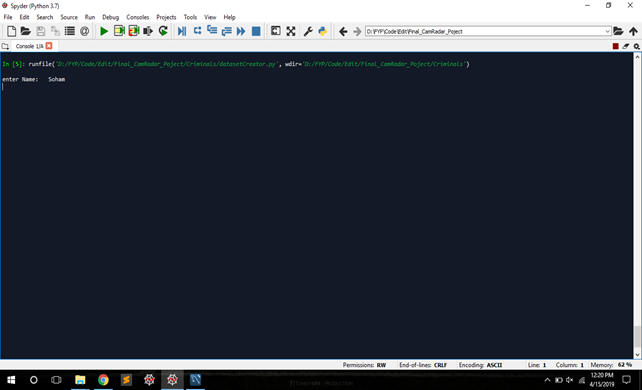 Spyder (Python 3.7)
File Edit Search Source Run Debug Consoles Projects Tools View Help
D:\FYP\Code\Edit\Final_CamRadar_Poject
Console 1/A
In [5]: runfile('D:/FYP/Code/Edit/Final_CamRadar_Poject/Criminals/datasetCreator.py', wdir='D:/FYP/Code/Edit/Final_CamRadar_Poject/Criminals')
enter Name: Soham
Permissions: RW End-of-lines: CRLF Encoding: ASCII Line: 1 Column: 1 Memory: 62 %
12:20 PM
4/15/2019